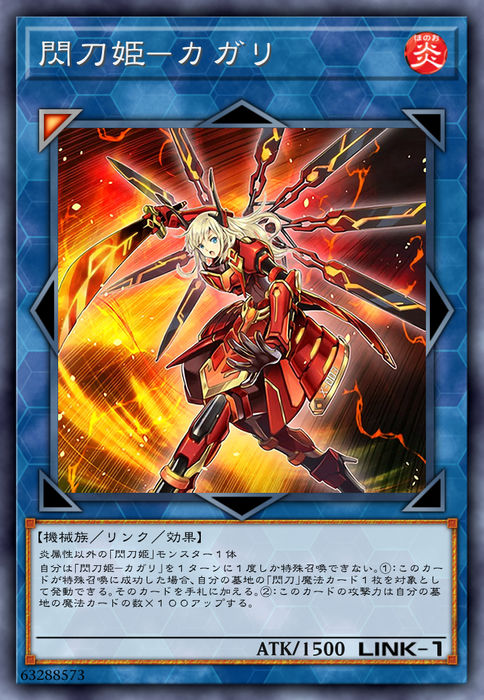 閃刀姫−カガリ
ほのお
炎
【機械族／リンク／効果】
炎属性以外の「閃刀姫」モンスター１体
自分は「閃刀姫−カガリ」を１ターンに１度しか特殊召喚できない。①：このカー
ドが特殊召喚に成功した場合、自分の墓地の「閃刀」魔法カード１枚を対象とし
て発動できる。そのカードを手札に加える。②：このカードの攻撃力は自分の墓
地の魔法カードの数×１００アップする。
ATK/1500 LINK-1
63288573